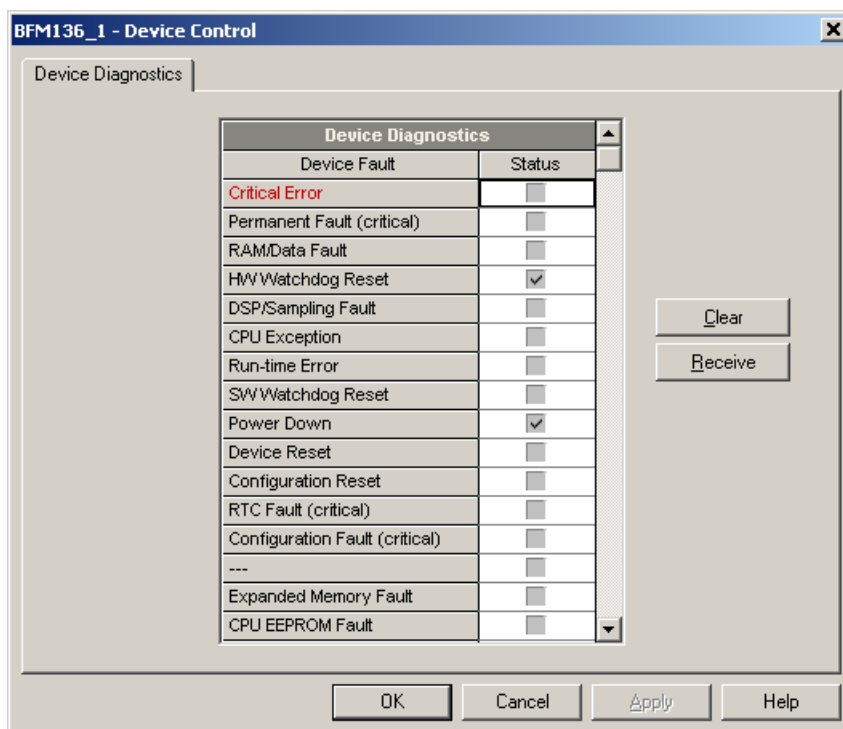 BFM136_1 - Device Control
Device Diagnostics
Device Diagnostics
Device Fault Status
Critical Error
Permanent Fault (critical)
RAM/Data Fault
HW Watchdog Reset
DSP/Sampling Fault
CPU Exception
Run-time Error
SW Watchdog Reset
Power Down
Device Reset
Configuration Reset
RTC Fault (critical)
Configuration Fault (critical)
---
Expanded Memory Fault
CPU EEPROM Fault
Clear
Receive
OK Cancel Apply Help